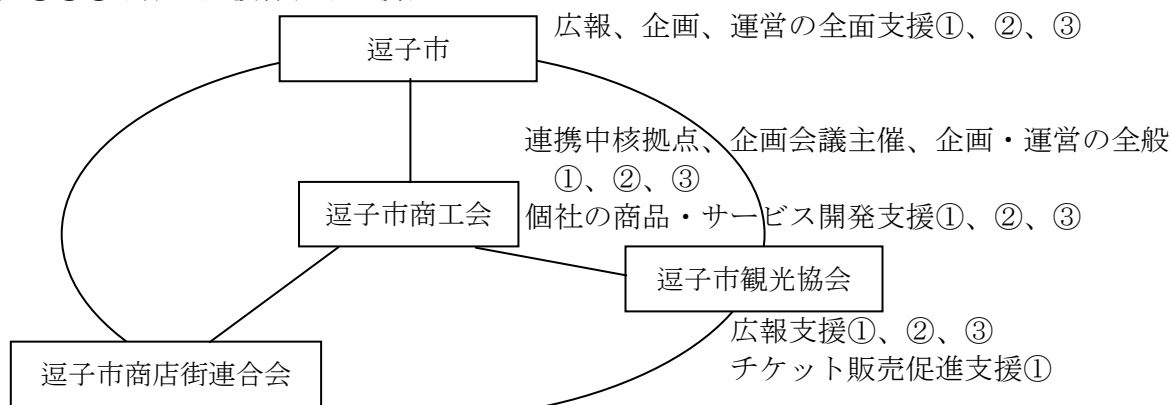 広報、企画、運営の全面支援①、②、③
逗子市
連携中核拠点、企画会議主催、企画・運営の全般
①、②、③
逗子市商工会
個社の商品・サービス開発支援①、②、③
逗子市観光協会
広報支援①、②、③
チケット販売促進支援①
逗子市商店街連合会